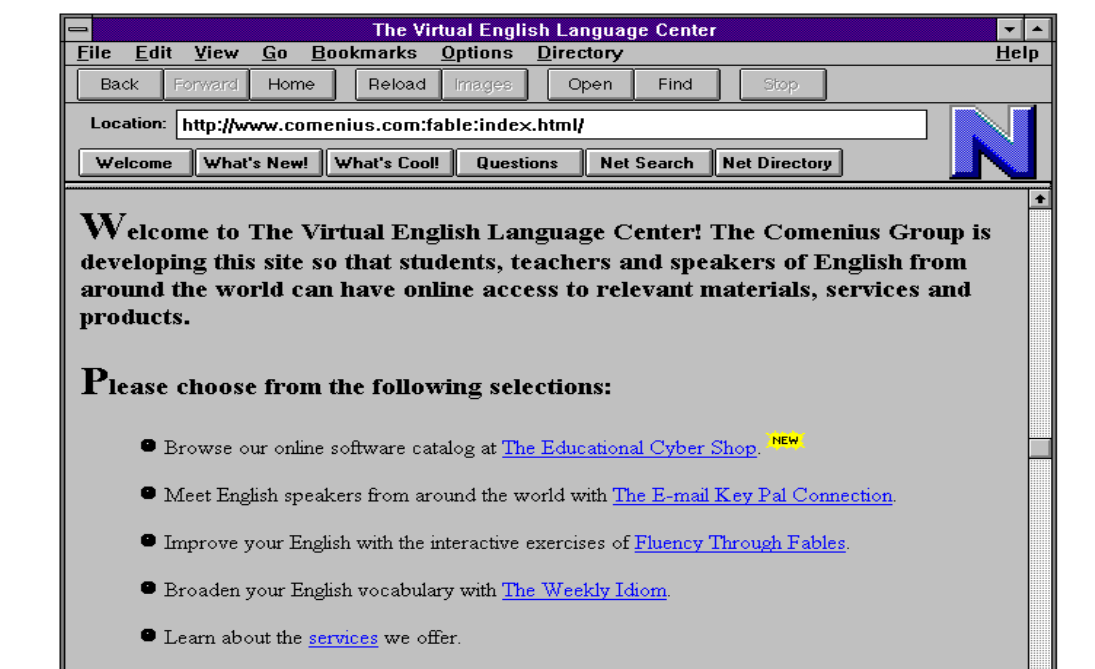 The Virtual English Language Center
File Edit View Go Bookmarks Options Directory Help
Back Forward Home Reload Images Open Find Stop
Location: http://www.comenius.com:fable:index.html/
N
Welcome What's New! What's Cool! Questions Net Search Net Directory
Welcome to The Virtual English Language Center! The Comenius Group is
developing this site so that students, teachers and speakers of English from
around the world can have online access to relevant materials, services and
products.
Please choose from the following selections:
Browse our online software catalog at The Educational Cyber Shop. NEW
Meet English speakers from around the world with The E-mail Key Pal Connection.
Improve your English with the interactive exercises of Fluency Through Fables.
Broaden your English vocabulary with The Weekly Idiom.
Learn about the services we offer.